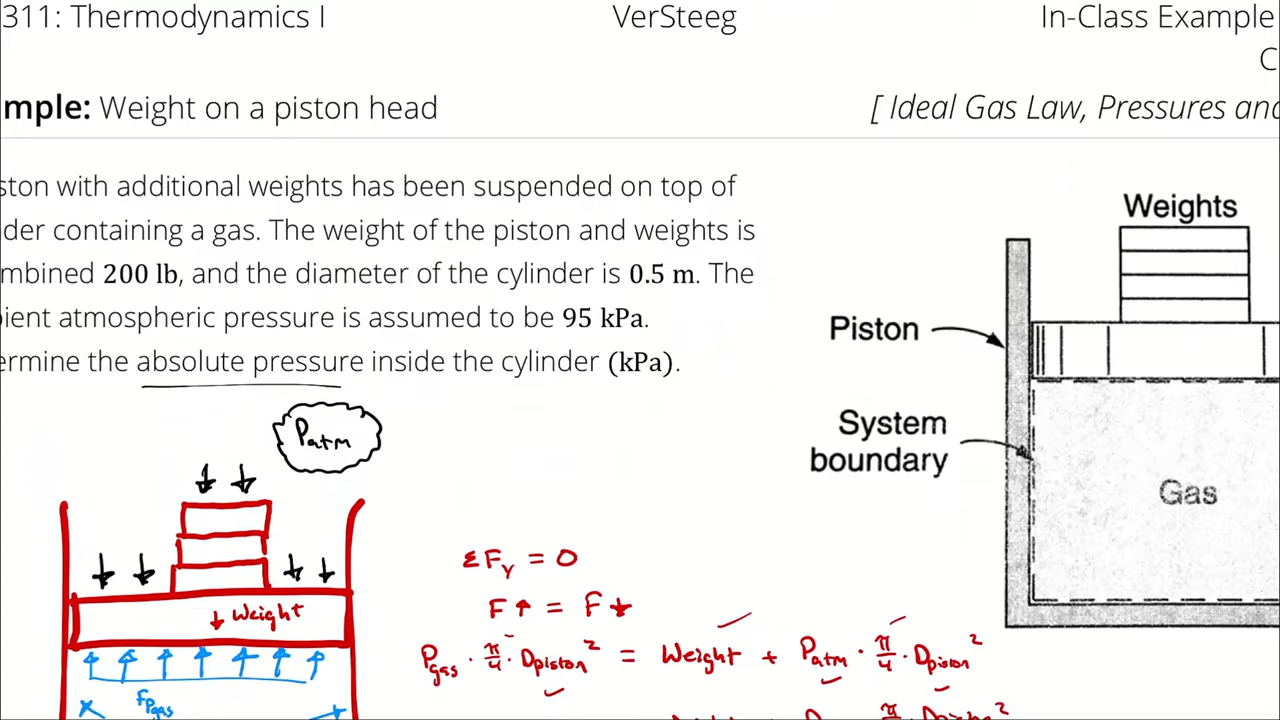 311: Thermodynamics I VerSteeg In-Class Example
C
mple: Weight on a piston head [ Ideal Gas Law, Pressures and
ston with additional weights has been suspended on top of
nder containing a gas. The weight of the piston and weights is
mbined 200 lb, and the diameter of the cylinder is 0.5 m. The
bient atmospheric pressure is assumed to be 95 kPa.
ermine the absolute pressure inside the cylinder (kPa).
Weights
Piston
System
boundary
Gas
Patm
↓ Weight
FPgas
ΣFy = 0
F↑ = F↓
Pgas · π/4 · Dpiston² = Weight + Patm · π/4 · Dpiston²